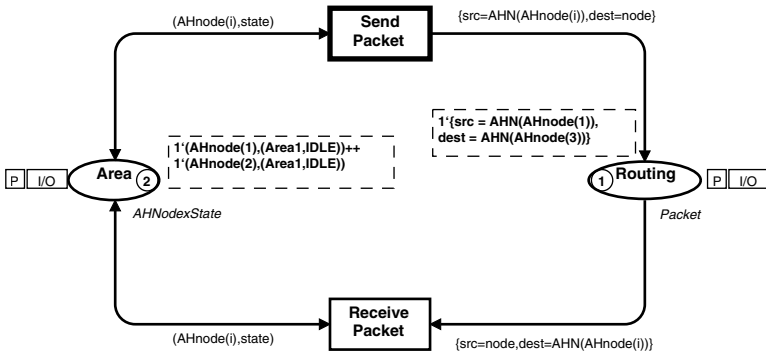 (AHnode(i),state)
Send
Packet
{src=AHN(AHnode(i)),dest=node}
1‘(AHnode(1),(Area1,IDLE))++
1‘(AHnode(2),(Area1,IDLE))
1‘{src = AHN(AHnode(1)),
dest = AHN(AHnode(3))}
P I/O
Area
2
AHNodexState
1
Routing
P I/O
Packet
(AHnode(i),state)
Receive
Packet
{src=node,dest=AHN(AHnode(i))}